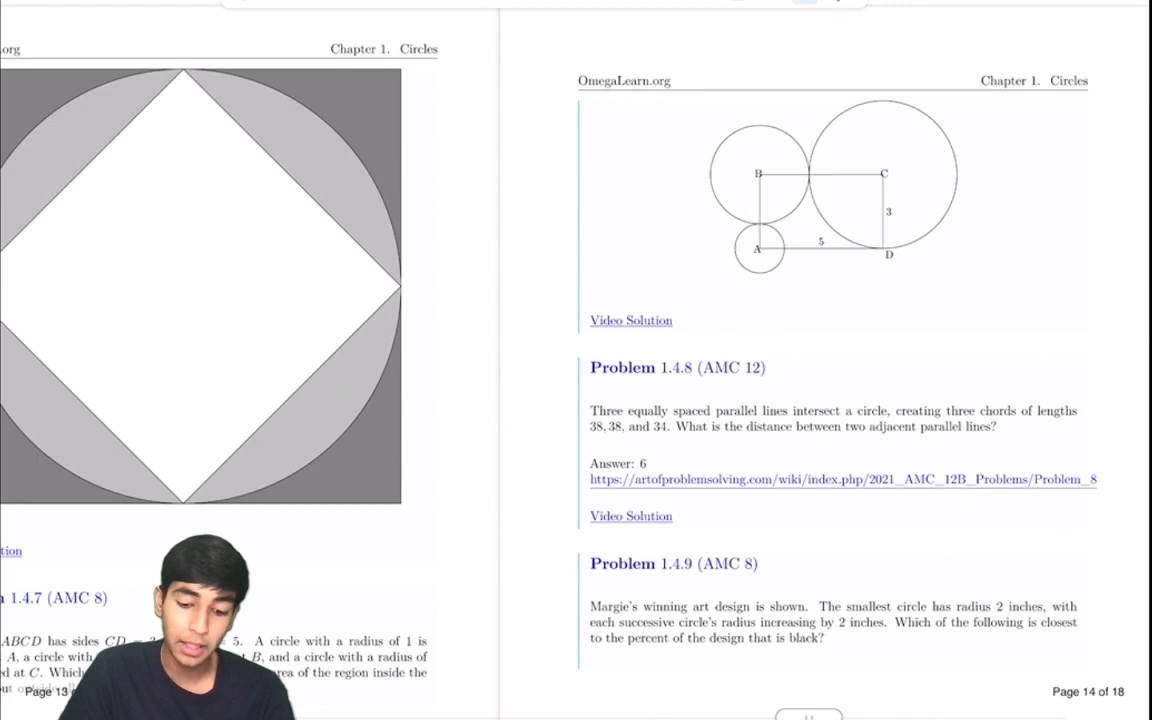 .org
Chapter 1. Circles
tion
1.4.7 (AMC 8)
ABCD has sides CD
5. A circle with a radius of 1 is
A, a circle with
B, and a circle with a radius of
d at C. Which
rea of the region inside the
Page 13
OmegaLearn.org
Chapter 1. Circles
B
C
3
A
5
D
Video Solution
Problem 1.4.8 (AMC 12)
Three equally spaced parallel lines intersect a circle, creating three chords of lengths
38, 38, and 34. What is the distance between two adjacent parallel lines?
Answer: 6
https://artofproblemsolving.com/wiki/index.php/2021_AMC_12B_Problems/Problem_8
Video Solution
Problem 1.4.9 (AMC 8)
Margie's winning art design is shown. The smallest circle has radius 2 inches, with
each successive circle's radius increasing by 2 inches. Which of the following is closest
to the percent of the design that is black?
Page 14 of 18